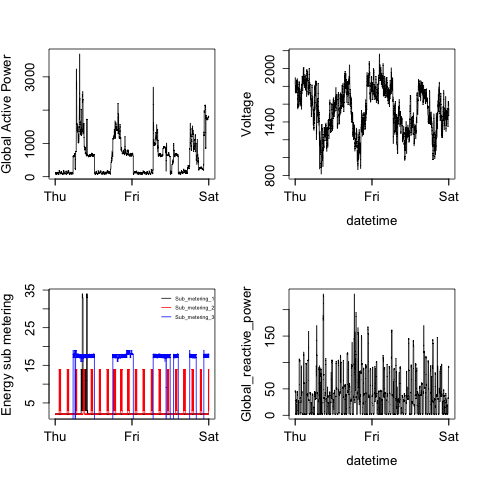 Global Active Power
0
1000
3000
Thu
Fri
Sat
Voltage
800
1400
2000
Thu
Fri
Sat
datetime
Energy sub metering
5
15
25
35
Sub_metering_1
Sub_metering_2
Sub_metering_3
Thu
Fri
Sat
Global_reactive_power
0
50
150
Thu
Fri
Sat
datetime